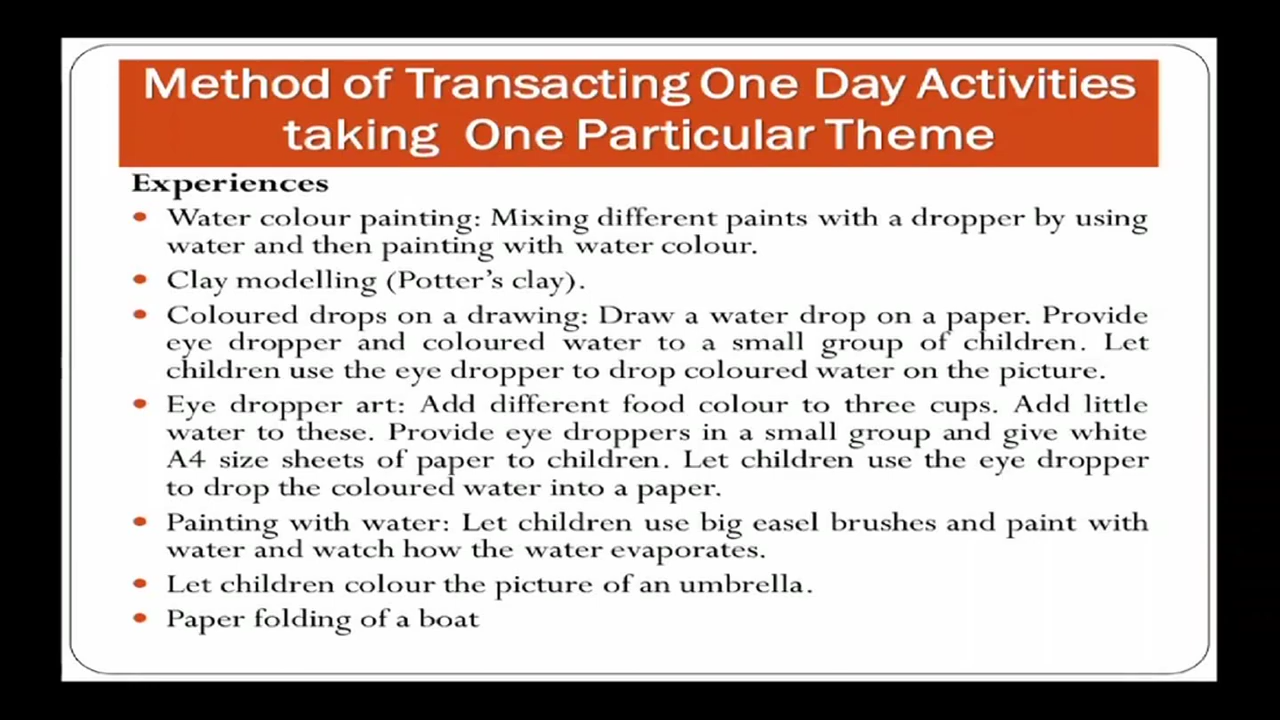 Method of Transacting One Day Activities
taking One Particular Theme
Experiences
• Water colour painting: Mixing different paints with a dropper by using
water and then painting with water colour.
• Clay modelling (Potter's clay).
• Coloured drops on a drawing: Draw a water drop on a paper. Provide
eye dropper and coloured water to a small group of children. Let
children use the eye dropper to drop coloured water on the picture.
• Eye dropper art: Add different food colour to three cups. Add little
water to these. Provide eye droppers in a small group and give white
A4 size sheets of paper to children. Let children use the eye dropper
to drop the coloured water into a paper.
• Painting with water: Let children use big easel brushes and paint with
water and watch how the water evaporates.
• Let children colour the picture of an umbrella.
• Paper folding of a boat